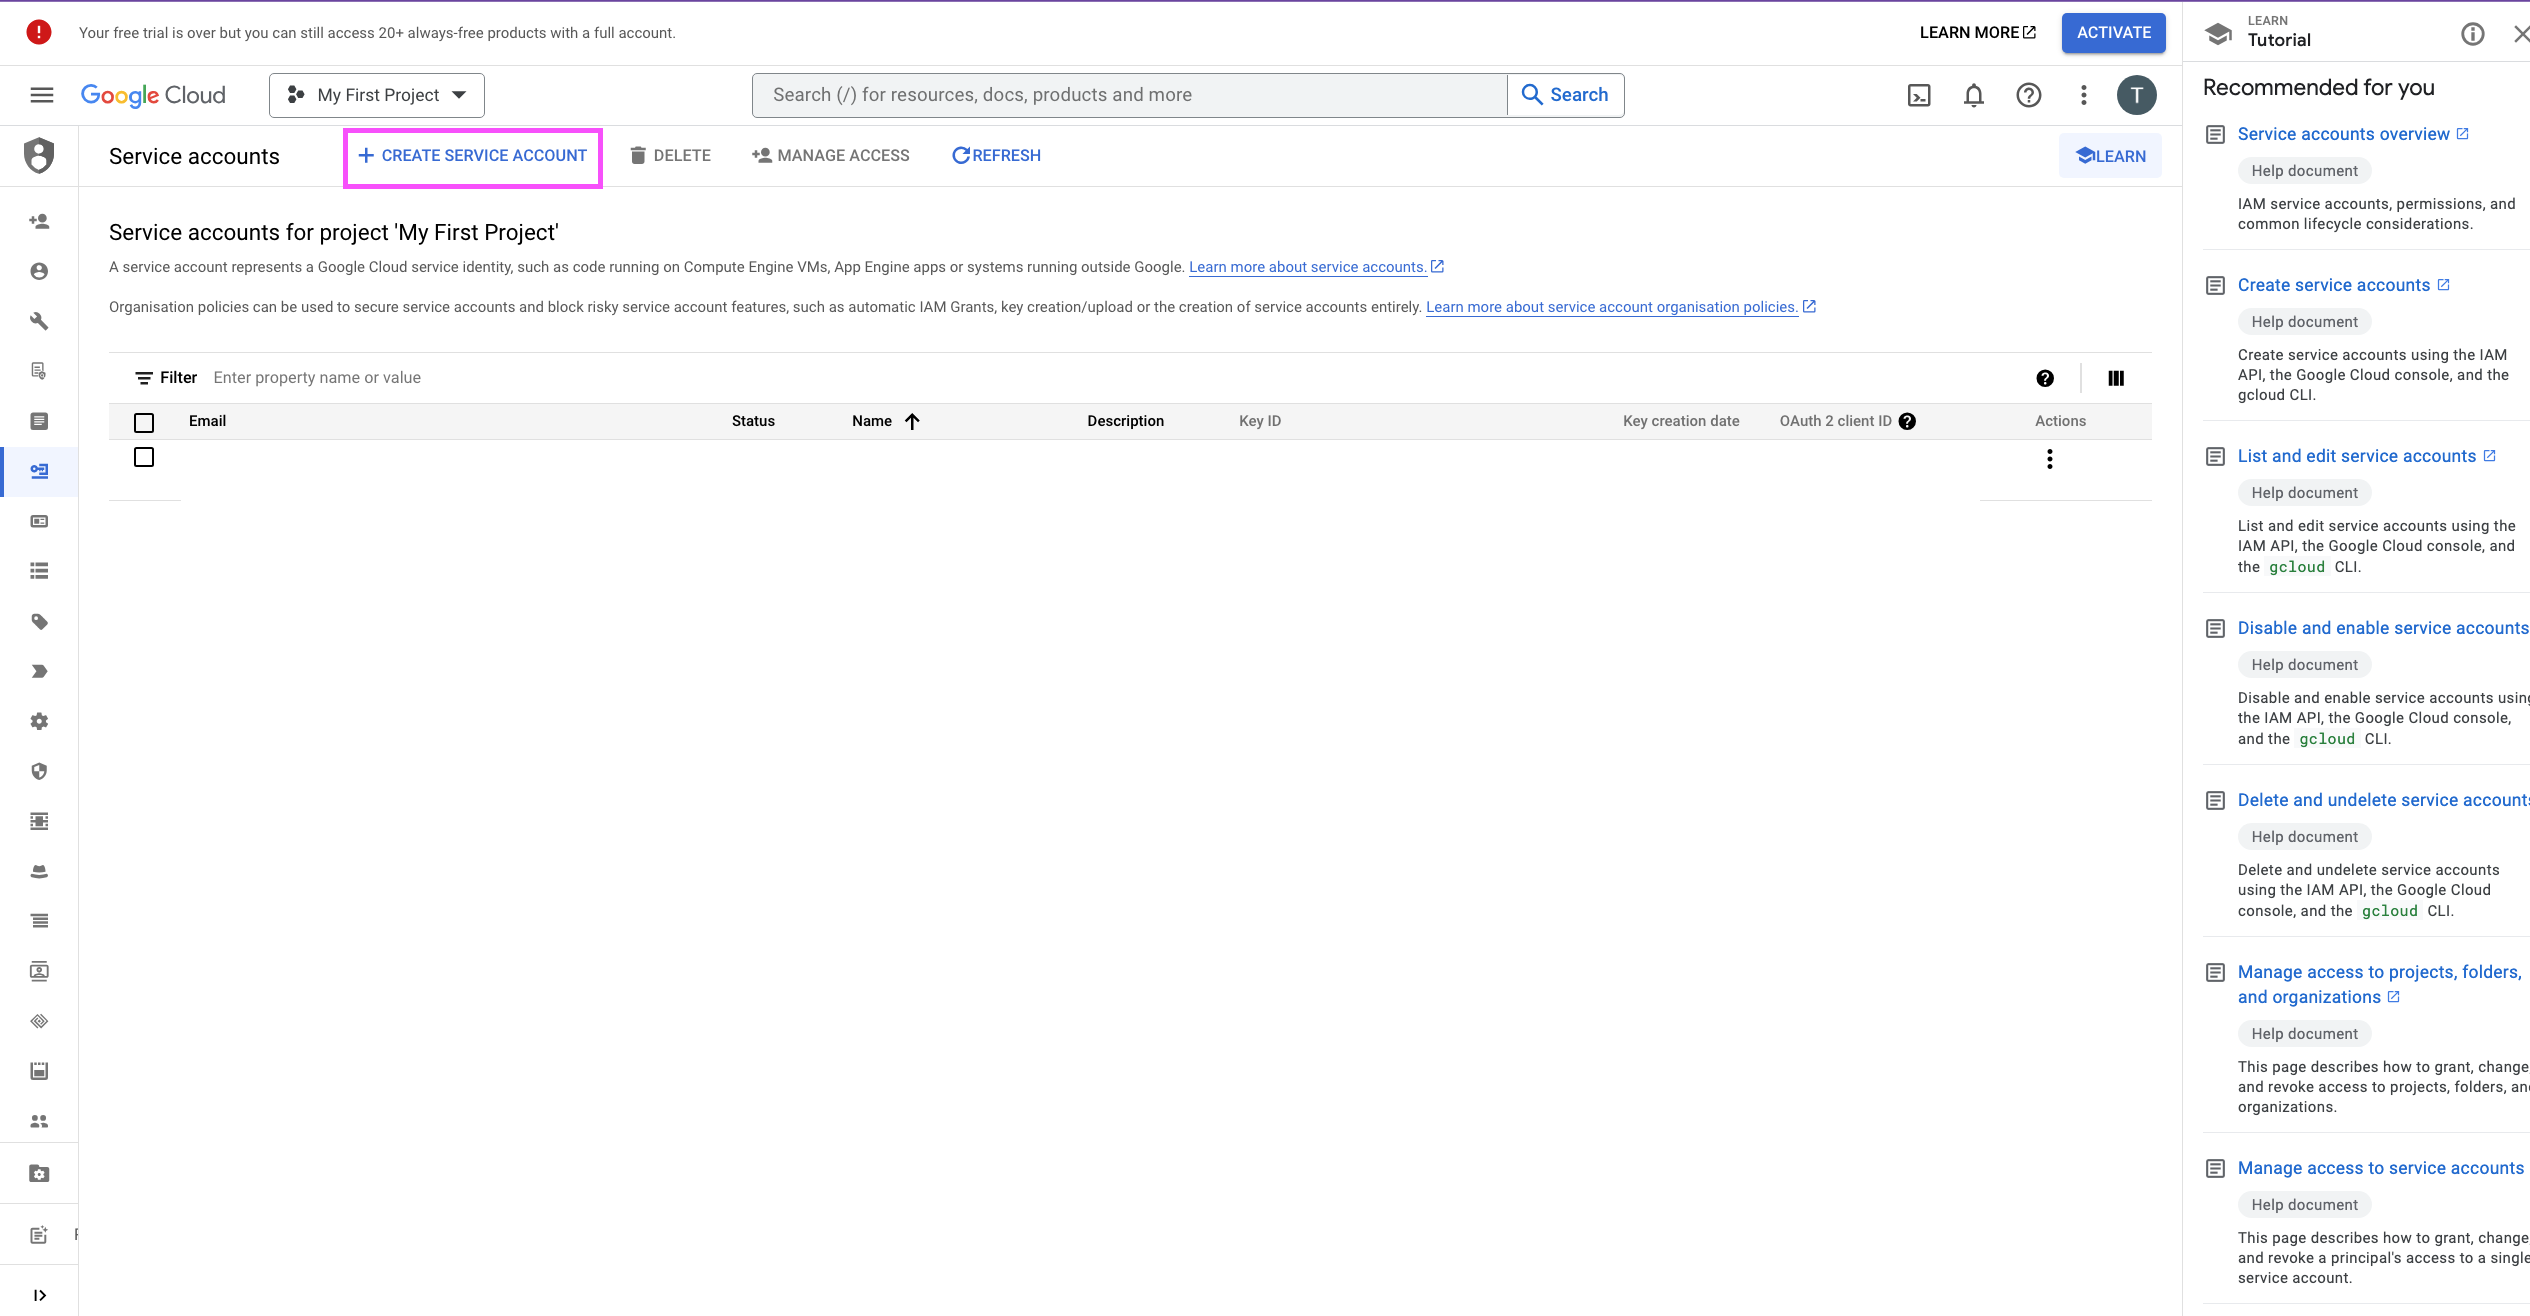 Your free trial is over but you can still access 20+ always-free products with a full account.
LEARN MORE
ACTIVATE
Google Cloud
My First Project
Search (/) for resources, docs, products and more
Search
T
Service accounts
CREATE SERVICE ACCOUNT
DELETE
MANAGE ACCESS
REFRESH
LEARN
Service accounts for project 'My First Project'
A service account represents a Google Cloud service identity, such as code running on Compute Engine VMs, App Engine apps or systems running outside Google. Learn more about service accounts.
Organisation policies can be used to secure service accounts and block risky service account features, such as automatic IAM Grants, key creation/upload or the creation of service accounts entirely. Learn more about service account organisation policies.
Filter Enter property name or value
Email Status Name Description Key ID Key creation date OAuth 2 client ID Actions
LEARN
Tutorial
Recommended for you
Service accounts overview
Help document
IAM service accounts, permissions, and
common lifecycle considerations.
Create service accounts
Help document
Create service accounts using the IAM
API, the Google Cloud console, and the
gcloud CLI.
List and edit service accounts
Help document
List and edit service accounts using the
IAM API, the Google Cloud console, and
the gcloud CLI.
Disable and enable service accounts
Help document
Disable and enable service accounts using
the IAM API, the Google Cloud console,
and the gcloud CLI.
Delete and undelete service accounts
Help document
Delete and undelete service accounts
using the IAM API, the Google Cloud
console, and the gcloud CLI.
Manage access to projects, folders,
and organizations
Help document
This page describes how to grant, change,
and revoke access to projects, folders, and
organizations.
Manage access to service accounts
Help document
This page describes how to grant, change,
and revoke a principal's access to a single
service account.